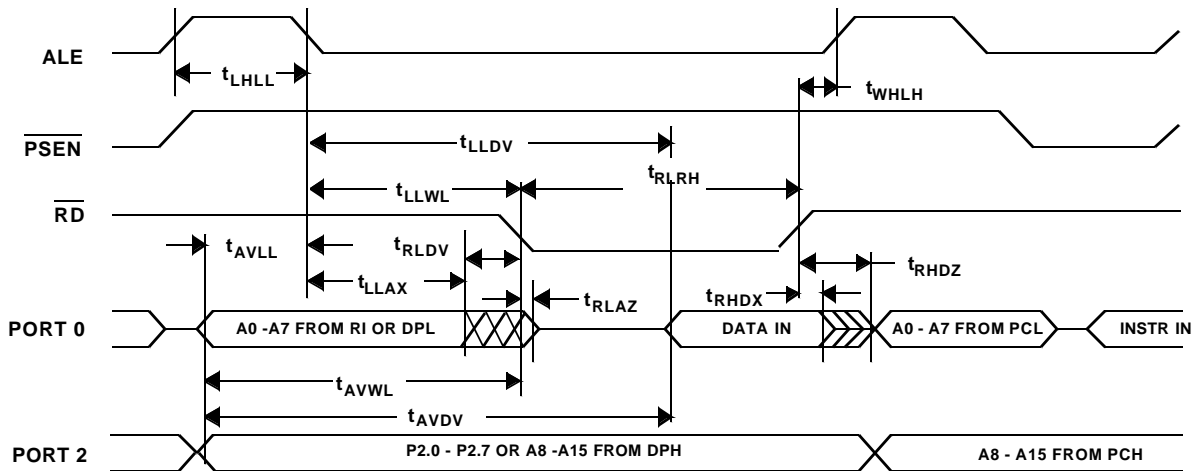 ALE
tLHLL
tWHLH
PSEN
tLLDV
tLLWL
tRLRH
RD
tAVLL
tRLDV
tRHDZ
tLLAX
tRLAZ
tRHDX
PORT 0
A0 -A7 FROM RI OR DPL
DATA IN
A0 - A7 FROM PCL
INSTR IN
tAVWL
tAVDV
PORT 2
P2.0 - P2.7 OR A8 -A15 FROM DPH
A8 - A15 FROM PCH